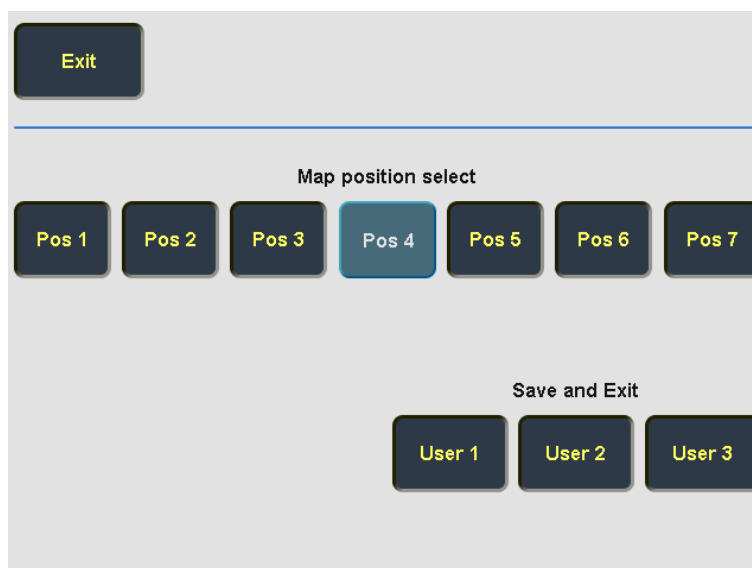 Exit
Map position select
Pos 1 Pos 2 Pos 3 Pos 4 Pos 5 Pos 6 Pos 7
Save and Exit
User 1 User 2 User 3